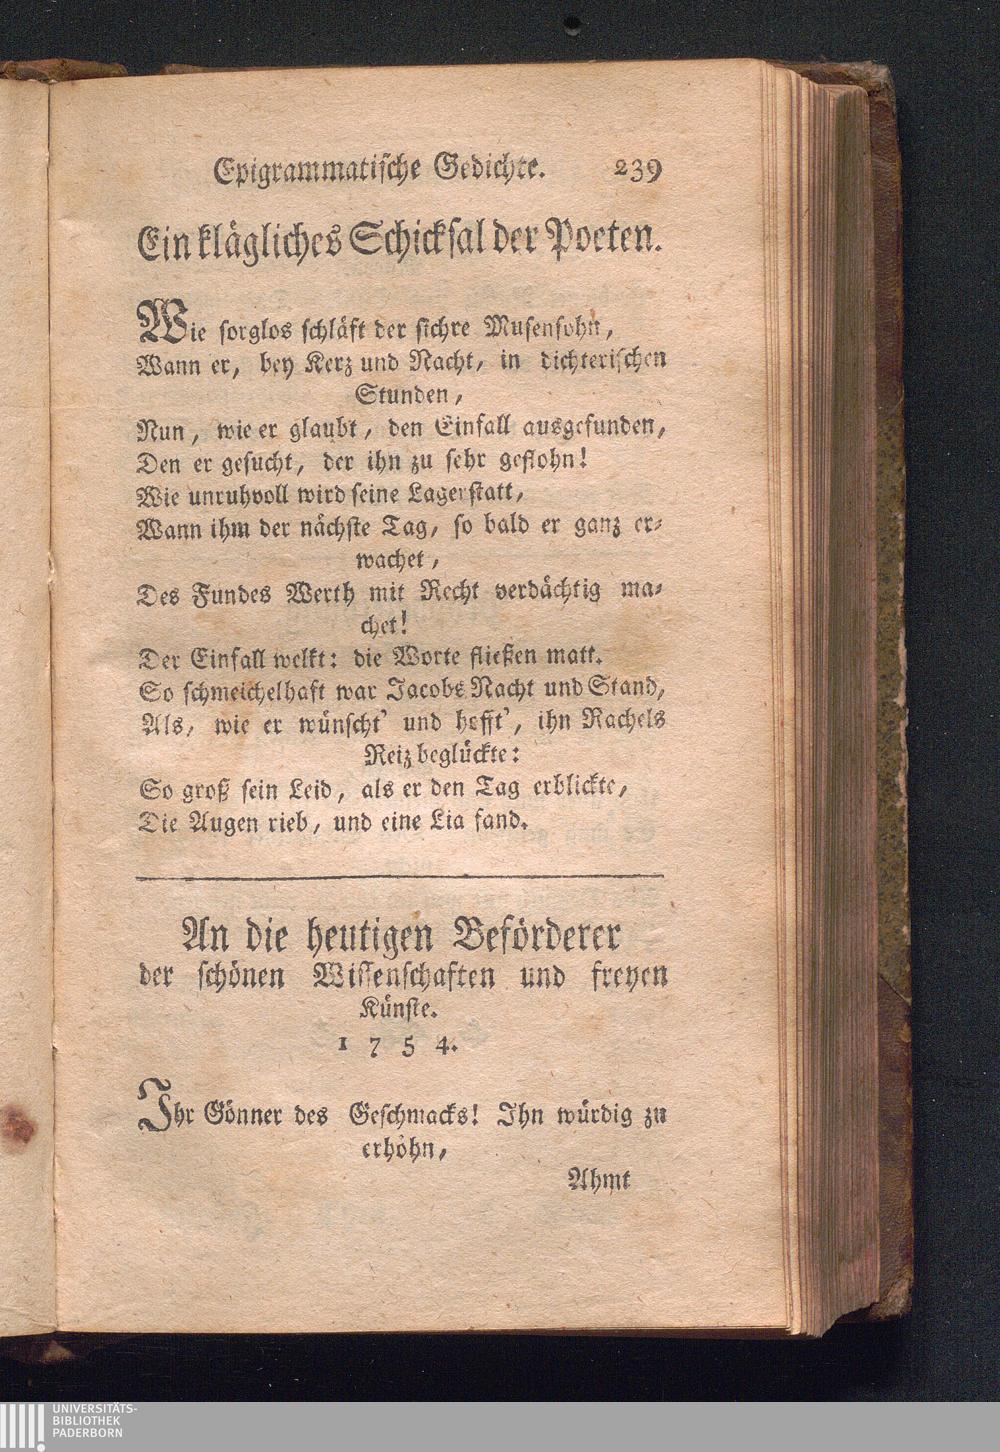 Epigrammatische Gedichte. 239
Ein klägliches Schicksal der Poeten.
Wie sorglos schläft der sichre Musensohn,
Wann er, bey Kerz und Nacht, in dichterischen
Stunden,
Nun, wie er glaubt, den Einfall ausgefunden,
Den er gesucht, der ihn zu sehr geflohn!
Wie unruhvoll wird seine Lagerstatt,
Wann ihm der nächste Tag, so bald er ganz er-
wachet,
Des Fundes Werth mit Recht verdächtig ma-
chet!
Der Einfall welkt: die Worte fließen matt.
So schmeichelhaft war Jacobs Nacht und Stand,
Als, wie er wünscht' und hofft', ihn Rachels
Reiz beglückte:
So groß sein Leid, als er den Tag erblickte,
Die Augen rieb, und eine Lia fand.
An die heutigen Beförderer
der schönen Wissenschaften und freyen
Künste.
1754.
Ihr Gönner des Geschmacks! Ihn würdig zu
erhöhn,
Ahmt
UNIVERSITÄTS-
BIBLIOTHEK
PADERBORN